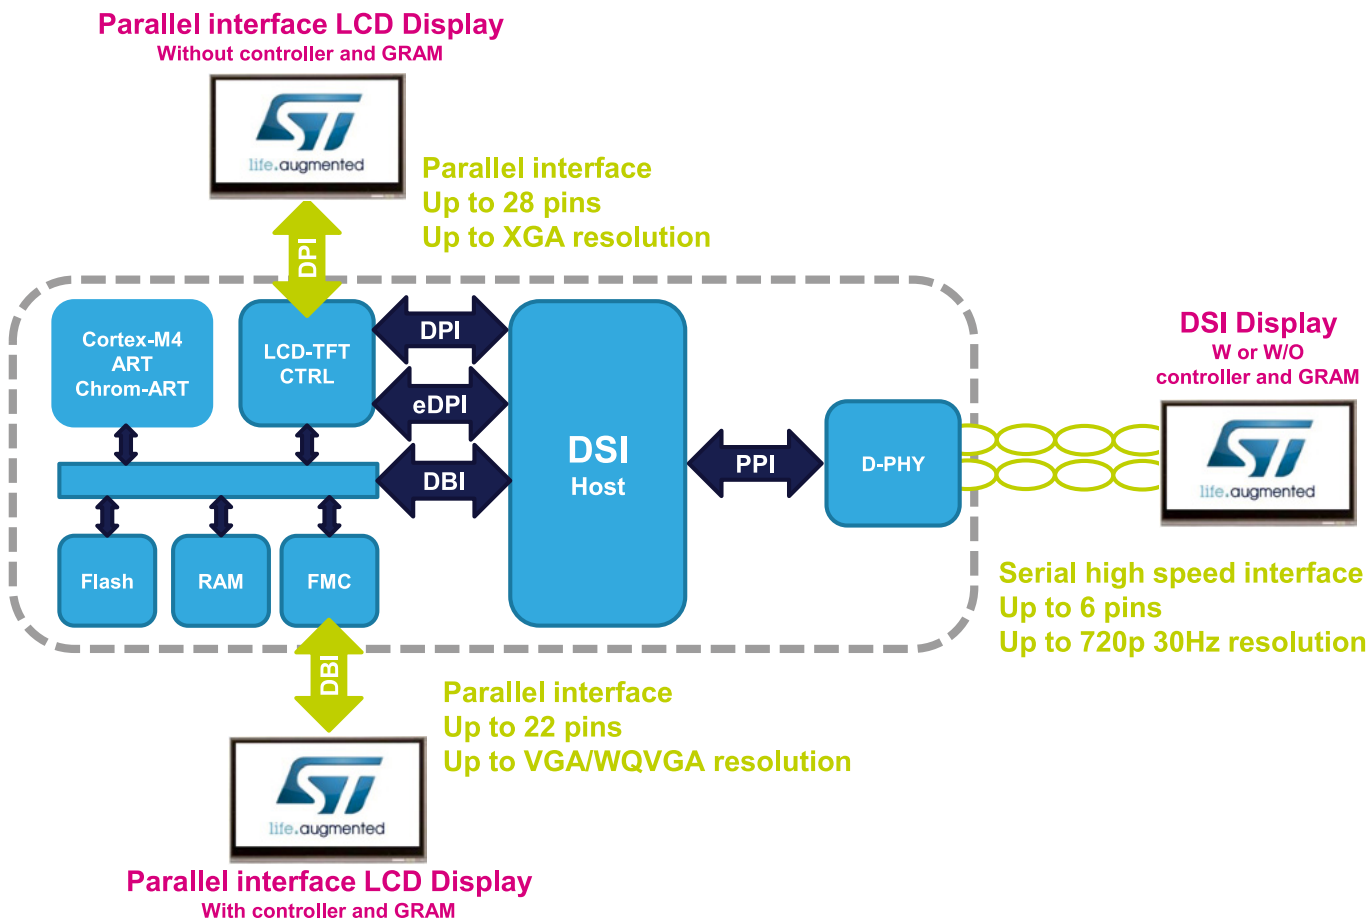 Parallel interface LCD Display
Without controller and GRAM
ST
life.augmented
Parallel interface
Up to 28 pins
Up to XGA resolution
DPI
Cortex-M4
ART
Chrom-ART
LCD-TFT
CTRL
DPI
eDPI
DBI
DSI
Host
PPI
D-PHY
DSI Display
W or W/O
controller and GRAM
ST
life.augmented
Flash
RAM
FMC
Serial high speed interface
Up to 6 pins
Up to 720p 30Hz resolution
DBI
Parallel interface
Up to 22 pins
Up to VGA/WQVGA resolution
ST
life.augmented
Parallel interface LCD Display
With controller and GRAM